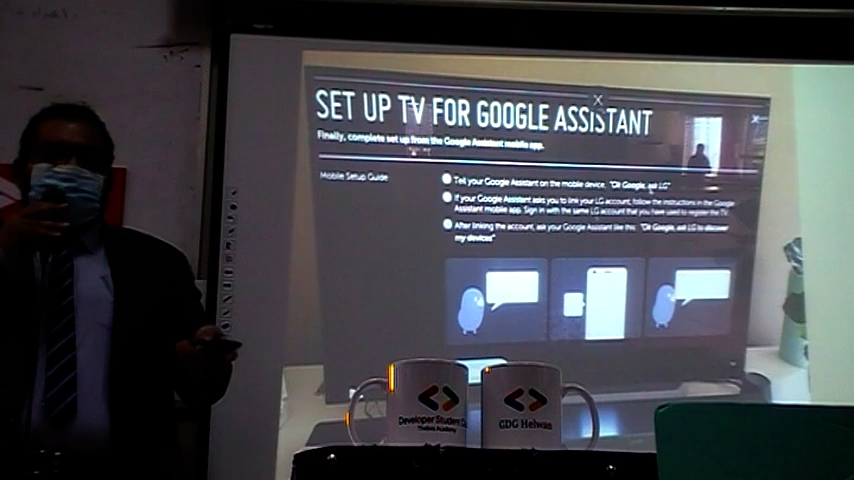 SET UP TV FOR GOOGLE ASSISTANT
Finally, complete set up from the Google Assistant mobile app.
Mobile Setup Guide
Tell your Google Assistant on the mobile device, "Ok Google, ask LG"
If your Google Assistant asks you to link your LG account, follow the instructions in the Google
Assistant mobile app. Sign in with the same LG account that you have used to register the TV.
After linking the account, ask your Google Assistant like this: "Ok Google, ask LG to discover
my devices"
Developer Student
Academy
GDG Helwan